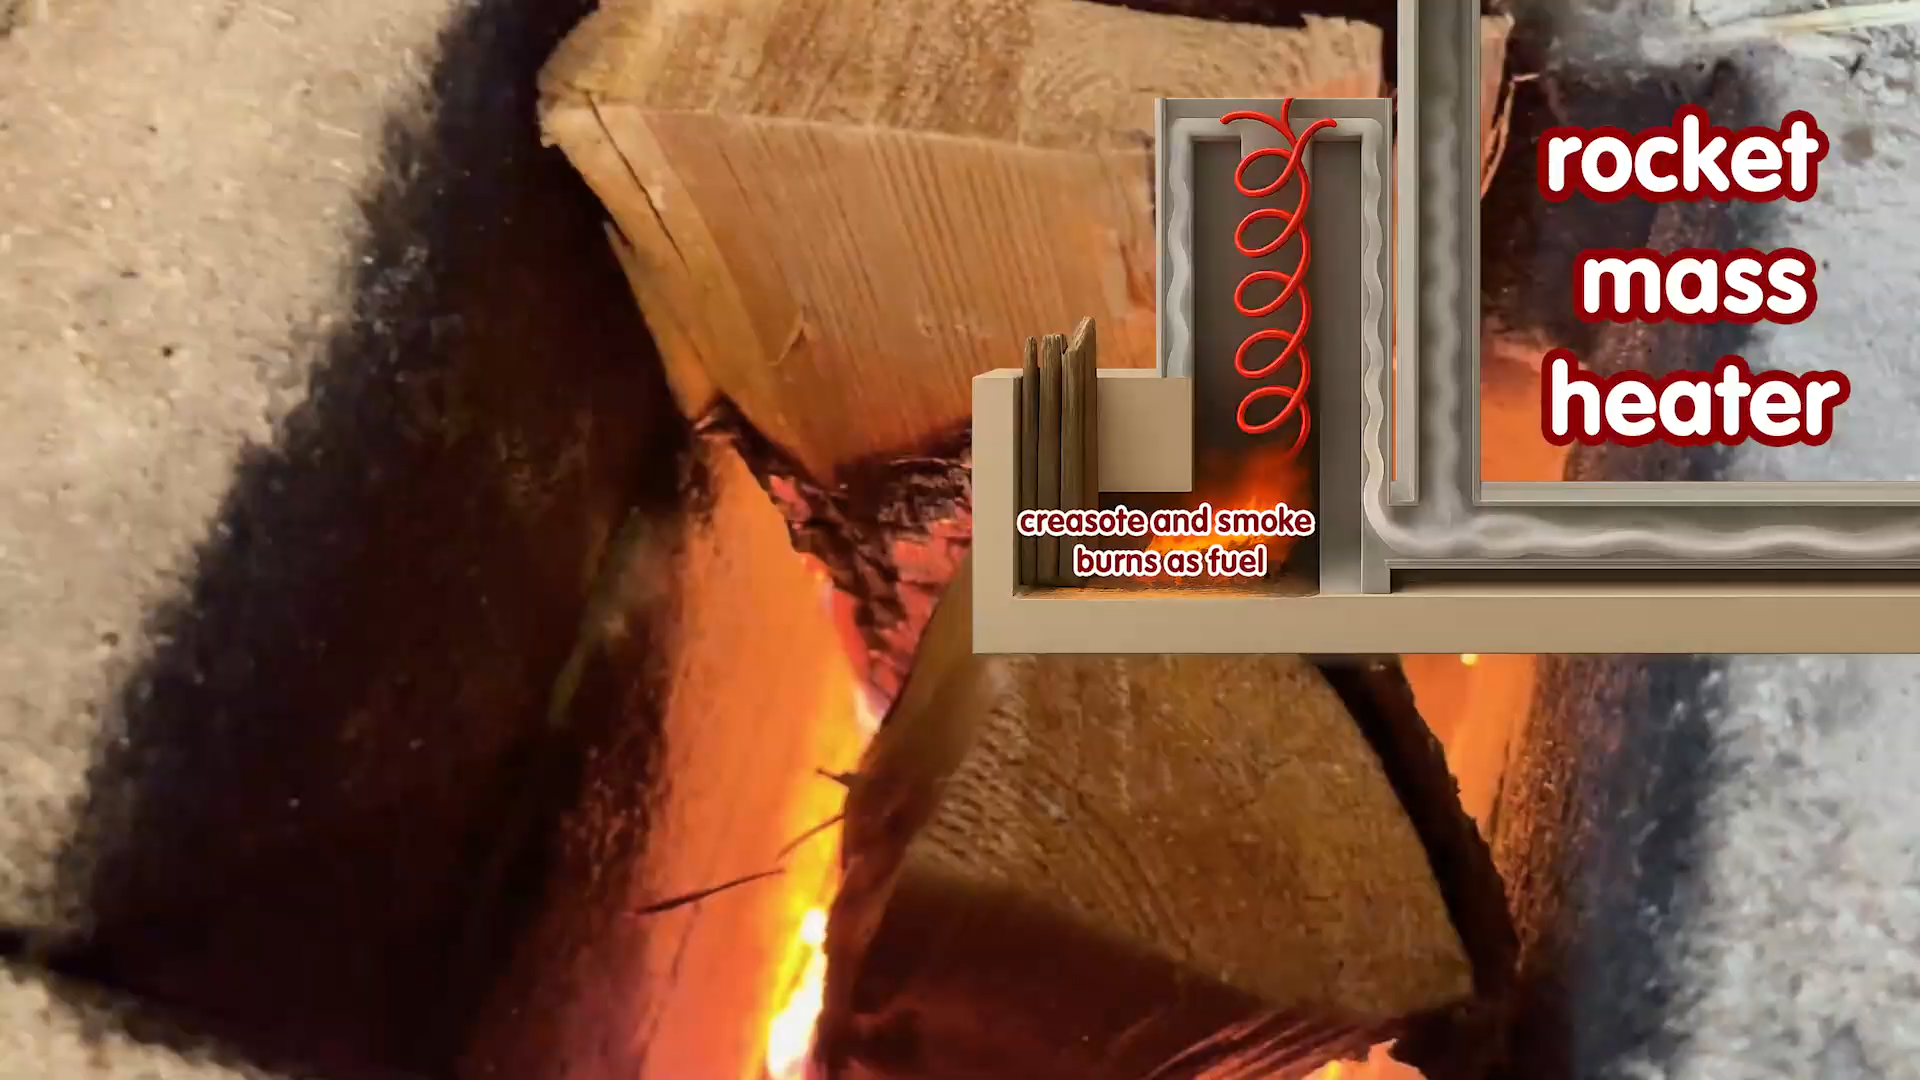 rocket
mass
heater
creasote and smoke
burns as fuel